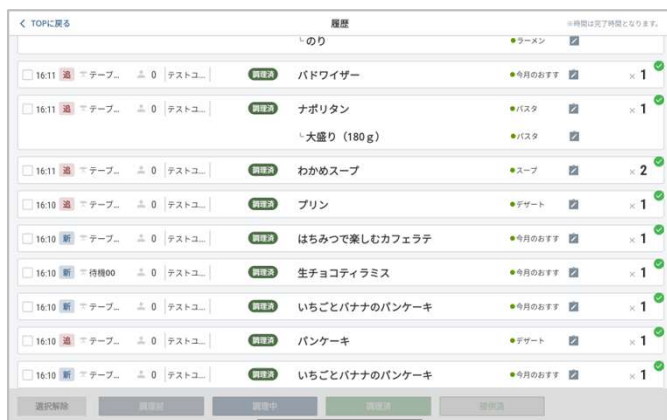 TOPに戻る 履歴 ※時間は完了時間となります。
└のり ラーメン
16:11 追 テーブ... 0 テストユ... 調理済 バドワイザー 今月のおすす ×1
16:11 追 テーブ... 0 テストユ... 調理済 ナポリタン パスタ ×1
└大盛り（180ｇ） パスタ
16:11 追 テーブ... 0 テストユ... 調理済 わかめスープ スープ ×2
16:10 追 テーブ... 0 テストユ... 調理済 プリン デザート ×1
16:10 新 テーブ... 0 テストユ... 調理済 はちみつで楽しむカフェラテ 今月のおすす ×1
16:10 新 待機00 0 テストユ... 調理済 生チョコティラミス 今月のおすす ×1
16:10 新 テーブ... 0 テストユ... 調理済 いちごとバナナのパンケーキ 今月のおすす ×1
16:10 追 テーブ... 0 テストユ... 調理済 パンケーキ デザート ×1
16:10 新 テーブ... 0 テストユ... 調理済 いちごとバナナのパンケーキ 今月のおすす ×1
選択解除 調理前 調理中 調理済 提供済